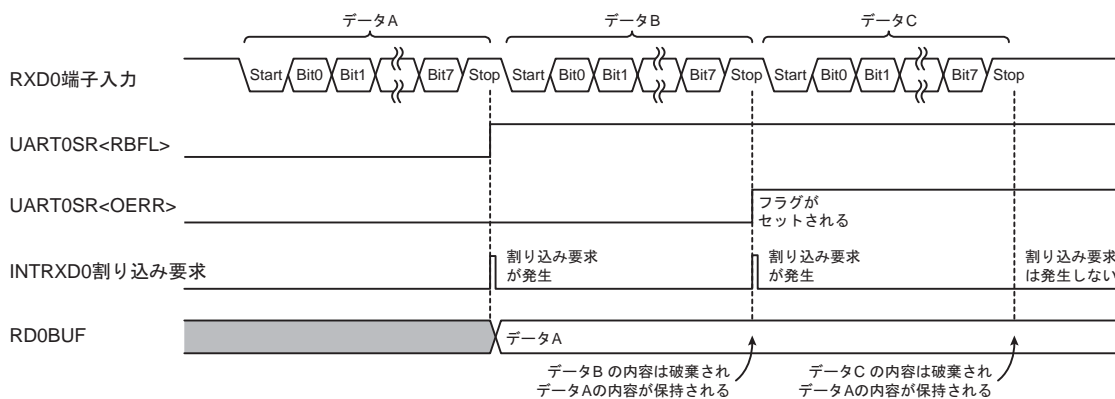 データA データB データC
RXD0端子入力 Start Bit0 Bit1 Bit7 Stop Start Bit0 Bit1 Bit7 Stop Start Bit0 Bit1 Bit7 Stop
UART0SR<RBFL>
UART0SR<OERR>
フラグが
セットされる
INTRXD0割り込み要求
割り込み要求
が発生
割り込み要求
が発生
割り込み要求
は発生しない
RD0BUF
データA
データB の内容は破棄され
データAの内容が保持される
データC の内容は破棄され
データAの内容が保持される